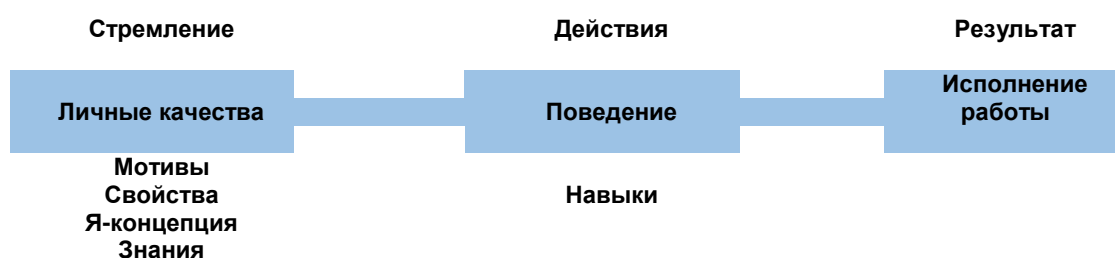 Стремление
Действия
Результат
Личные качества
Поведение
Исполнение
работы
Мотивы
Свойства
Я-концепция
Знания
Навыки